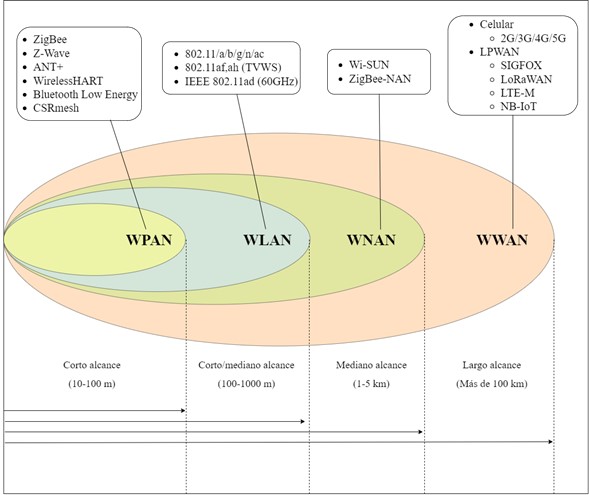 ZigBee
Z-Wave
ANT+
WirelessHART
Bluetooth Low Energy
CSRmesh
802.11/a/b/g/n/ac
802.11af,ah (TVWS)
IEEE 802.11ad (60GHz)
Wi-SUN
ZigBee-NAN
Celular
2G/3G/4G/5G
LPWAN
SIGFOX
LoRaWAN
LTE-M
NB-IoT
WPAN
WLAN
WNAN
WWAN
Corto alcance
(10-100 m)
Corto/mediano alcance
(100-1000 m)
Mediano alcance
(1-5 km)
Largo alcance
(Más de 100 km)